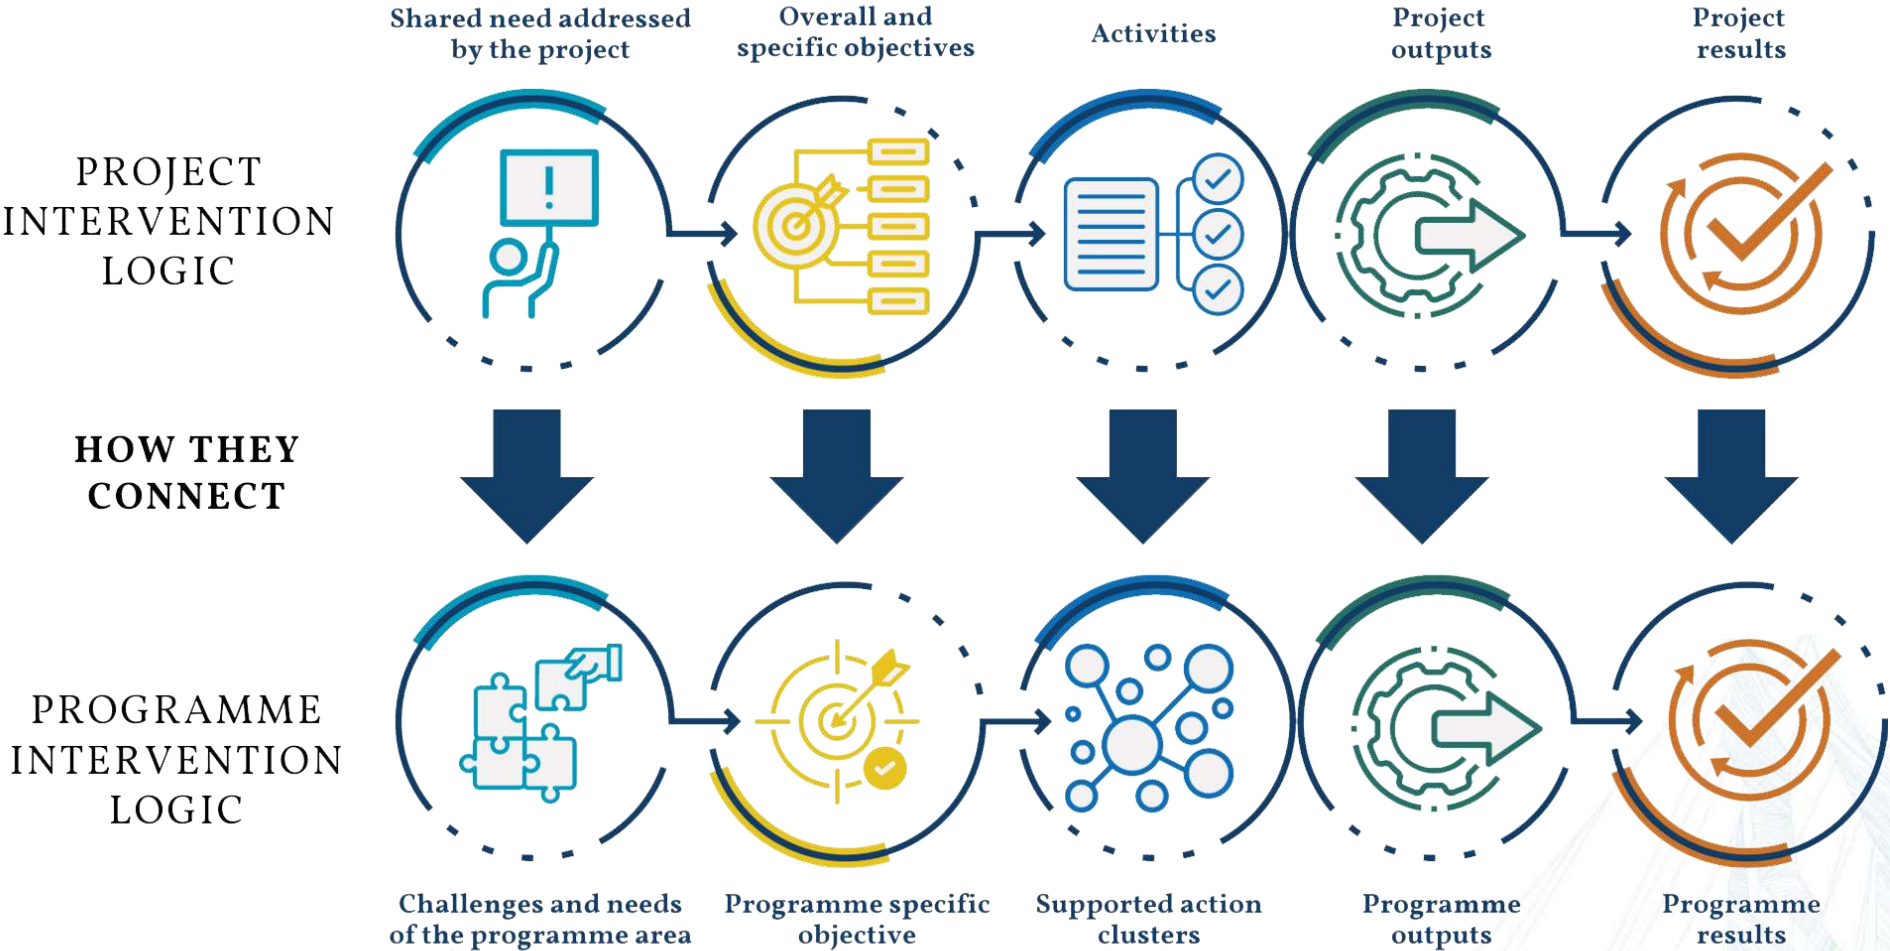 Shared need addressed
by the project
Overall and
specific objectives
Activities
Project
outputs
Project
results
PROJECT
INTERVENTION
LOGIC
HOW THEY
CONNECT
PROGRAMME
INTERVENTION
LOGIC
Challenges and needs
of the programme area
Programme specific
objective
Supported action
clusters
Programme
outputs
Programme
results